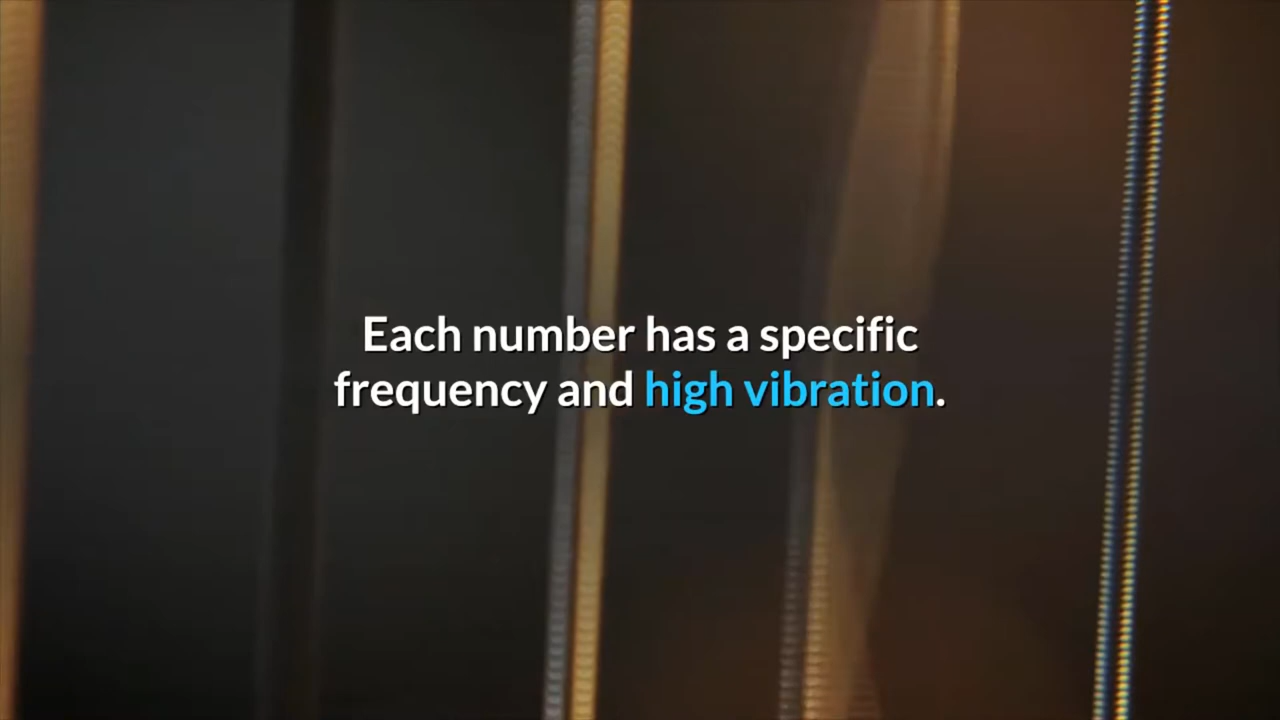 Each number has a specific
frequency and high vibration.